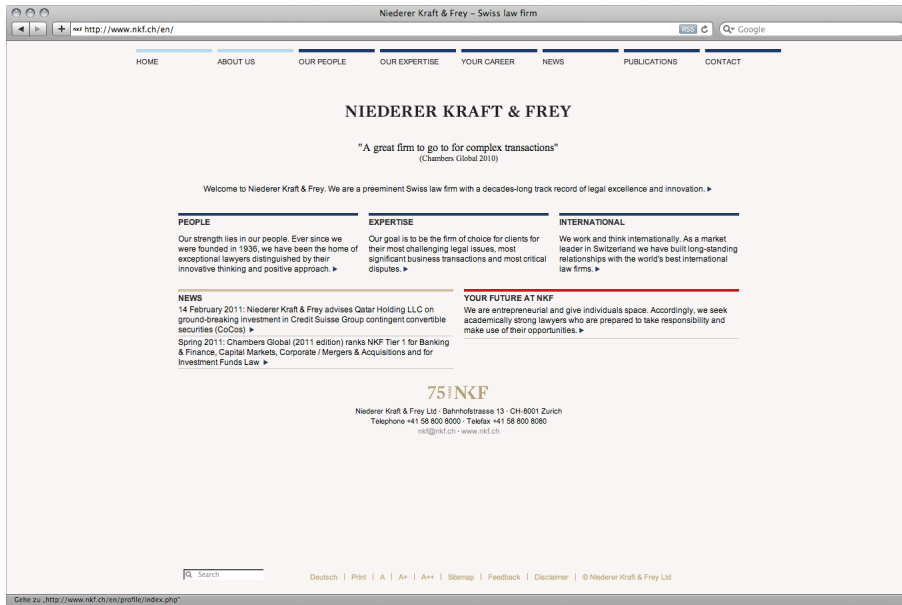 Niederer Kraft & Frey – Swiss law firm
NKF http://www.nkf.ch/en/
RSS
Google
HOME ABOUT US OUR PEOPLE OUR EXPERTISE YOUR CAREER NEWS PUBLICATIONS CONTACT
NIEDERER KRAFT & FREY
"A great firm to go to for complex transactions"
(Chambers Global 2010)
Welcome to Niederer Kraft & Frey. We are a preeminent Swiss law firm with a decades-long track record of legal excellence and innovation.
PEOPLE
Our strength lies in our people. Ever since we
were founded in 1936, we have been the home of
exceptional lawyers distinguished by their
innovative thinking and positive approach.
EXPERTISE
Our goal is to be the firm of choice for clients for
their most challenging legal issues, most
significant business transactions and most critical
disputes.
INTERNATIONAL
We work and think internationally. As a market
leader in Switzerland we have built long-standing
relationships with the world's best international
law firms.
NEWS
14 February 2011: Niederer Kraft & Frey advises Qatar Holding LLC on
ground-breaking investment in Credit Suisse Group contingent convertible
securities (CoCos)
Spring 2011: Chambers Global (2011 edition) ranks NKF Tier 1 for Banking
& Finance, Capital Markets, Corporate / Mergers & Acquisitions and for
Investment Funds Law
YOUR FUTURE AT NKF
We are entrepreneurial and give individuals space. Accordingly, we seek
academically strong lawyers who are prepared to take responsibility and
make use of their opportunities.
75 NKF
Niederer Kraft & Frey Ltd · Bahnhofstrasse 13 · CH-8001 Zurich
Telephone +41 58 800 8000 · Telefax +41 58 800 8080
nkf@nkf.ch · www.nkf.ch
Search
Deutsch | Print | A | A+ | A++ | Sitemap | Feedback | Disclaimer | © Niederer Kraft & Frey Ltd
Gehe zu „http://www.nkf.ch/en/profile/index.php"